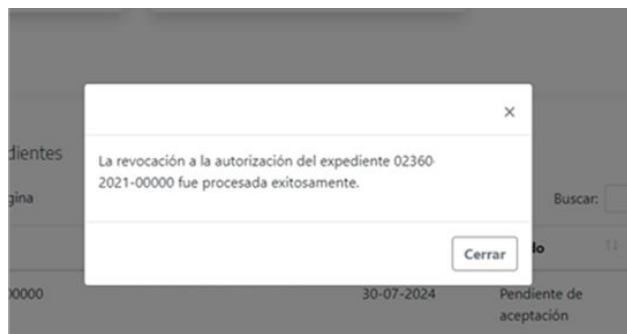 ×
La revocación a la autorización del expediente 02360-
2021-00000 fue procesada exitosamente.
dientes
gina
Buscar:
Cerrar
do
00000
30-07-2024
Pendiente de
aceptación